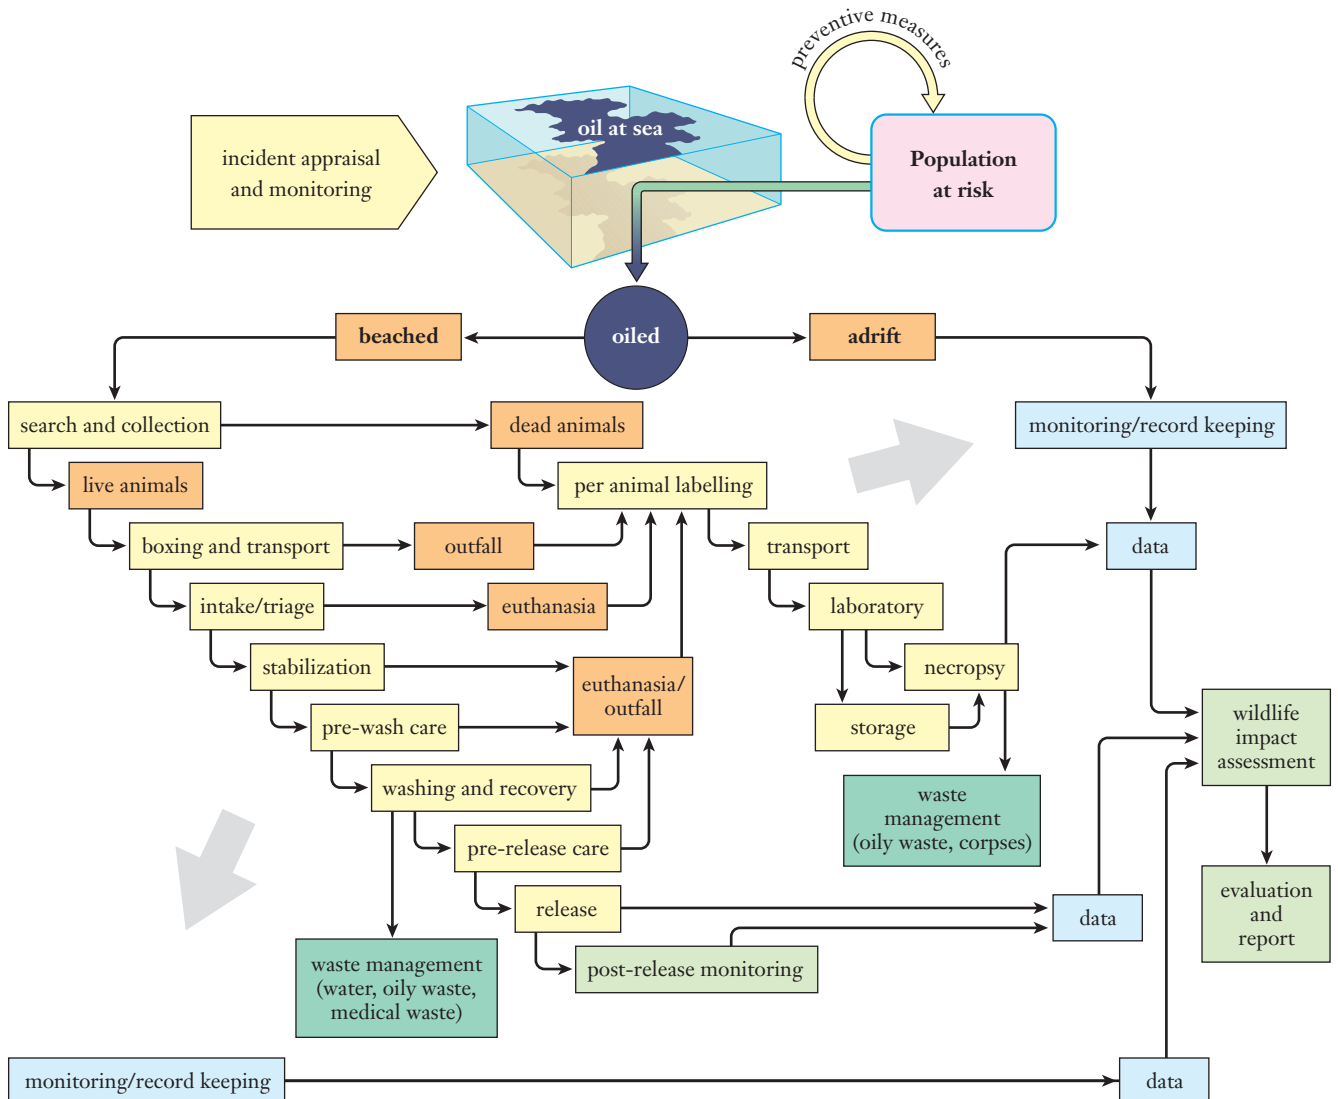 preventive measures
incident appraisal
and monitoring
oil at sea
Population
at risk
beached
oiled
adrift
search and collection
dead animals
monitoring/record keeping
live animals
per animal labelling
boxing and transport
outfall
transport
data
intake/triage
euthanasia
laboratory
stabilization
euthanasia/
outfall
necropsy
pre-wash care
storage
wildlife
impact
assessment
washing and recovery
waste
management
(oily waste, corpses)
pre-release care
release
data
evaluation
and
report
waste management
(water, oily waste,
medical waste)
post-release monitoring
monitoring/record keeping
data